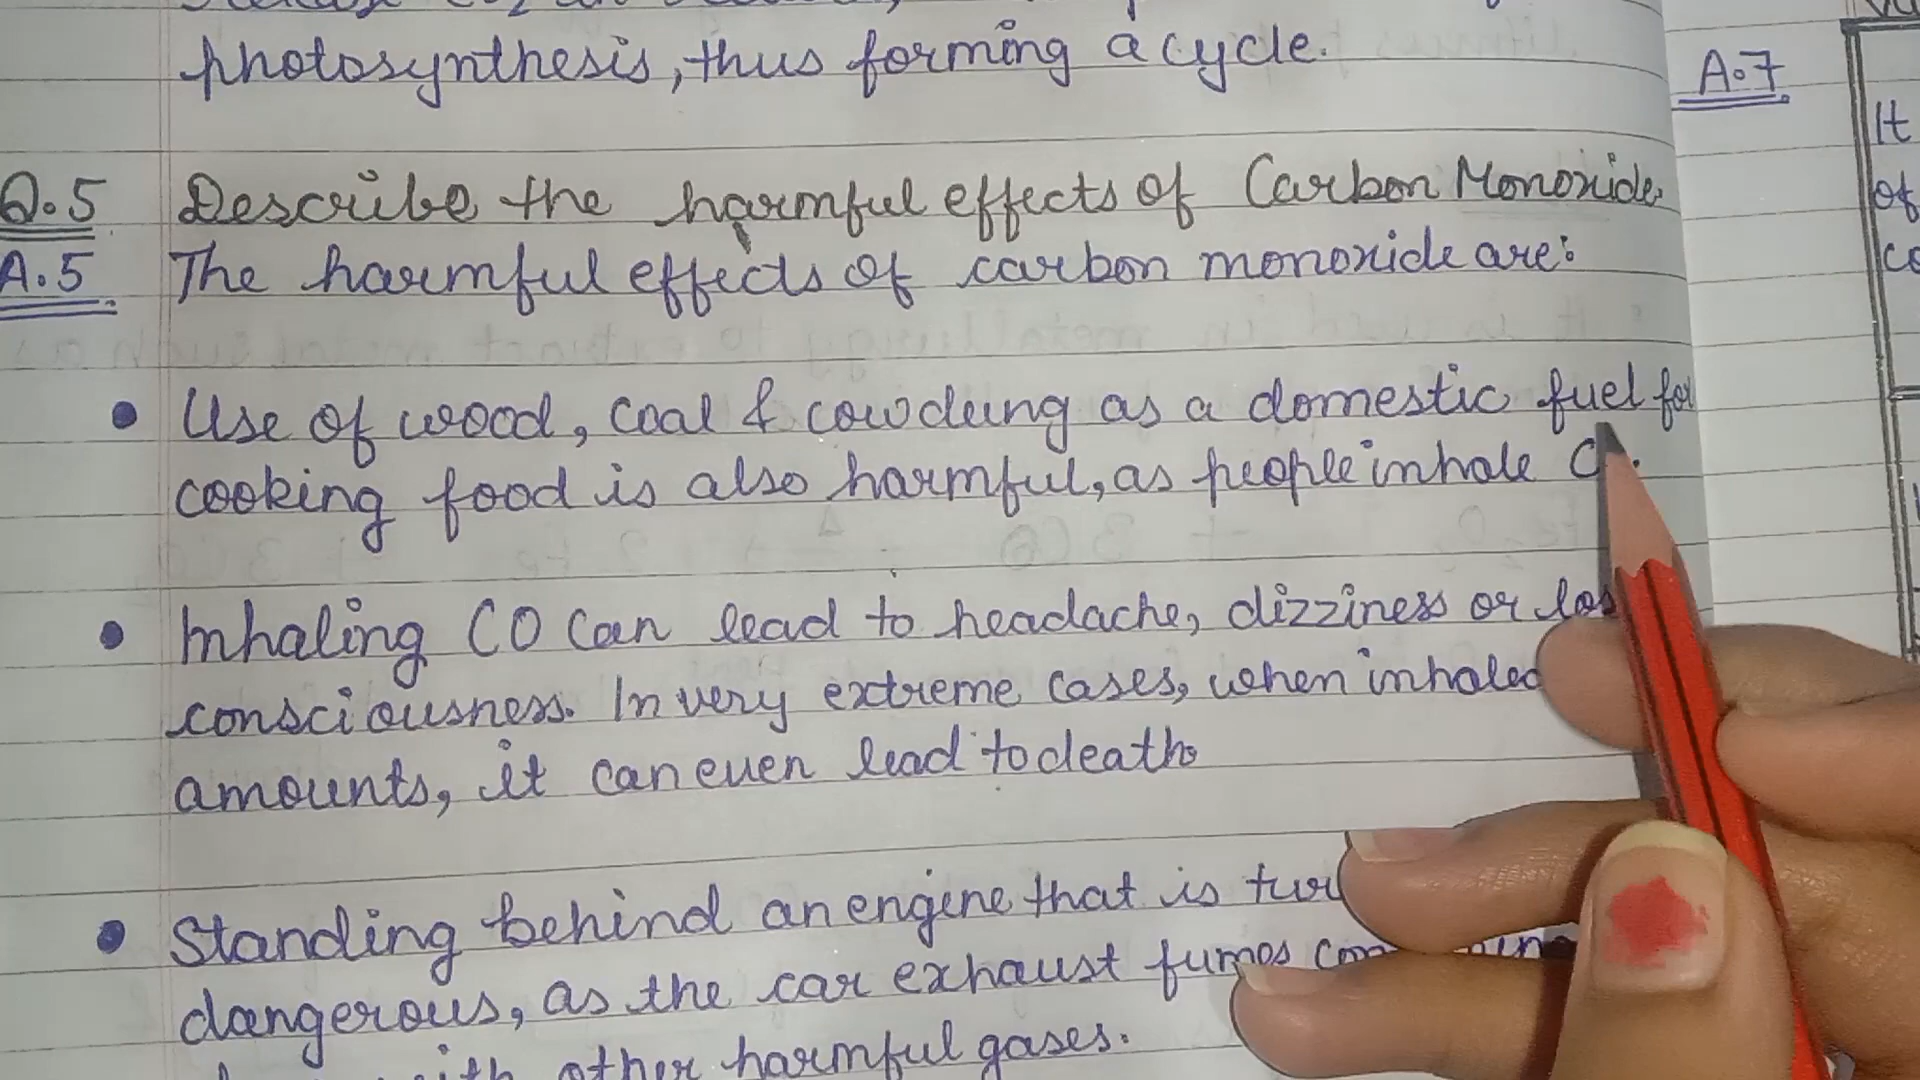 photosynthesis, thus forming a cycle.
A.7
It
of
Q.5 Describe the harmful effects of Carbon Monoxide.
A.5 The harmful effects of carbon monoxide are:
• Use of wood, coal & cowdung as a domestic fuel for
cooking food is also harmful, as people inhale
• Inhaling CO can lead to headache, dizziness or
consciousness. In very extreme cases, when inhaled
amounts, it can even lead to death.
• Standing behind an engine that is
dangerous, as the car exhaust fumes
with other harmful gases.